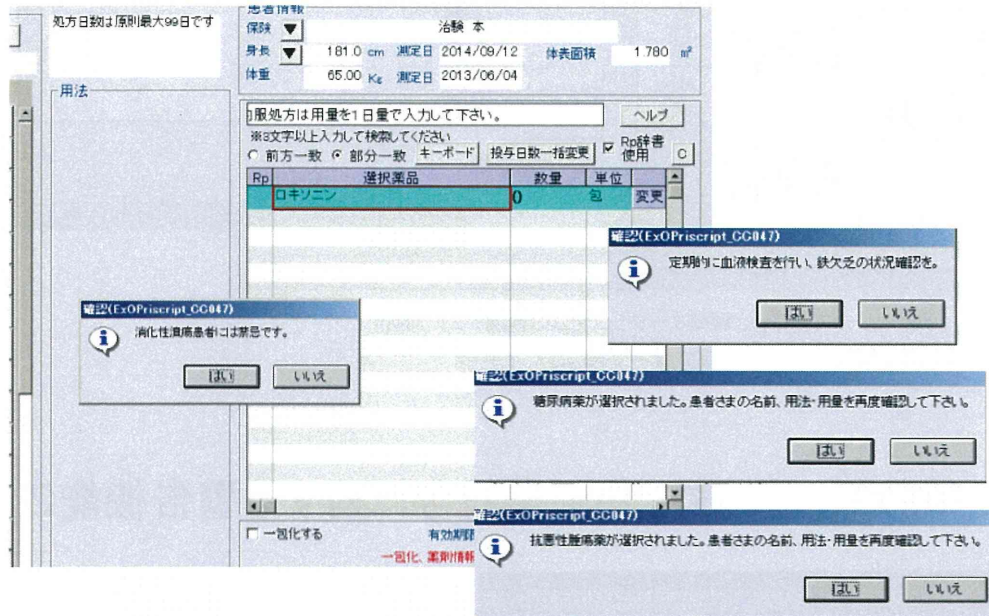 処方日数は原則最大99日です
用法
患者情報
保険 ▼ 治験 本
身長 ▼ 181.0 cm 測定日 2014/09/12 体表面積 1.780 ㎡
体重 65.00 Kg 測定日 2013/06/04
服処方は用量を1日量で入力して下さい。 ヘルプ
※3文字以上入力して検索してください
前方一致 部分一致 キーボード 投与日数一括変更 Rp辞書使用 C
Rp 選択薬品 数量 単位
ロキソニン 0 包 変更
確認(ExOPriscript_CC047)
定期的に血液検査を行い、鉄欠乏の状況確認を。
はい いいえ
確認(ExOPriscript_CC047)
消化性潰瘍患者には禁忌です。
はい いいえ
確認(ExOPriscript_CC047)
糖尿病薬が選択されました。患者さまの名前、用法・用量を再度確認して下さい。
はい いいえ
一包化する 有効期限
一包化、薬剤情報
確認(ExOPriscript_CC047)
抗悪性腫瘍薬が選択されました。患者さまの名前、用法・用量を再度確認して下さい。
はい いいえ